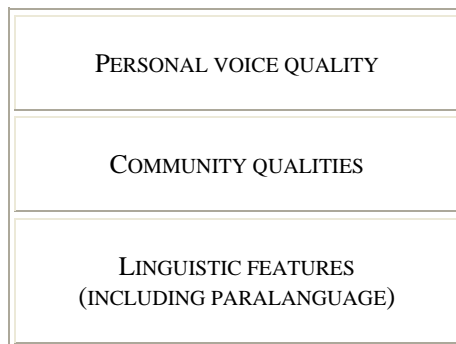 PERSONAL VOICE QUALITY
COMMUNITY QUALITIES
LINGUISTIC FEATURES
(INCLUDING PARALANGUAGE)